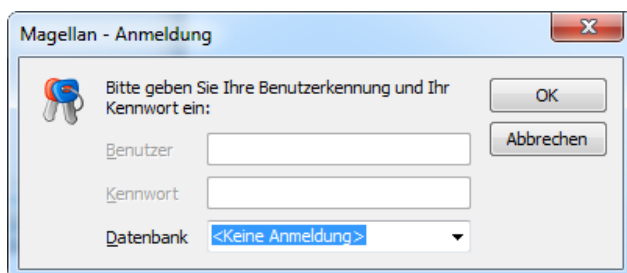 Magellan - Anmeldung
Bitte geben Sie Ihre Benutzerkennung und Ihr
Kennwort ein:
OK
Abbrechen
Benutzer
Kennwort
Datenbank <Keine Anmeldung>